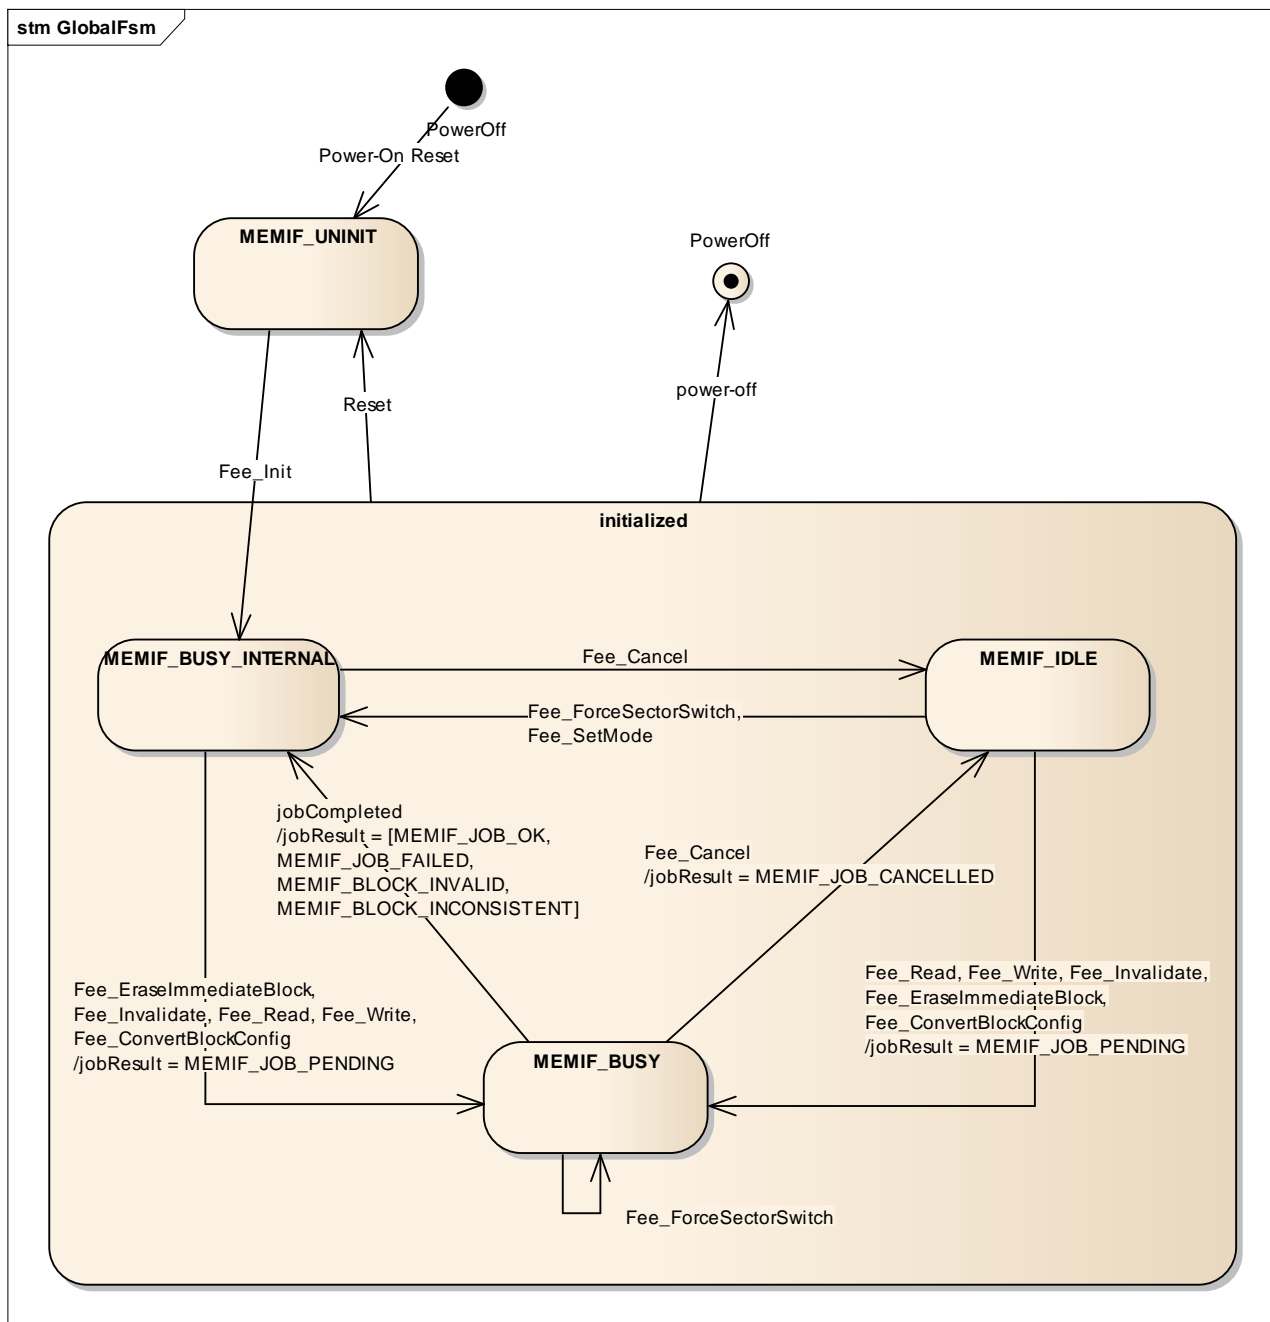 stm GlobalFsm
PowerOff
Power-On Reset
MEMIF_UNINIT
PowerOff
power-off
Reset
Fee_Init
initialized
MEMIF_BUSY_INTERNAL
Fee_Cancel
MEMIF_IDLE
Fee_ForceSectorSwitch,
Fee_SetMode
jobCompleted
/jobResult = [MEMIF_JOB_OK,
MEMIF_JOB_FAILED,
MEMIF_BLOCK_INVALID,
MEMIF_BLOCK_INCONSISTENT]
Fee_Cancel
/jobResult = MEMIF_JOB_CANCELLED
Fee_EraseImmediateBlock,
Fee_Invalidate, Fee_Read, Fee_Write,
Fee_ConvertBlockConfig
/jobResult = MEMIF_JOB_PENDING
Fee_Read, Fee_Write, Fee_Invalidate,
Fee_EraseImmediateBlock,
Fee_ConvertBlockConfig
/jobResult = MEMIF_JOB_PENDING
MEMIF_BUSY
Fee_ForceSectorSwitch